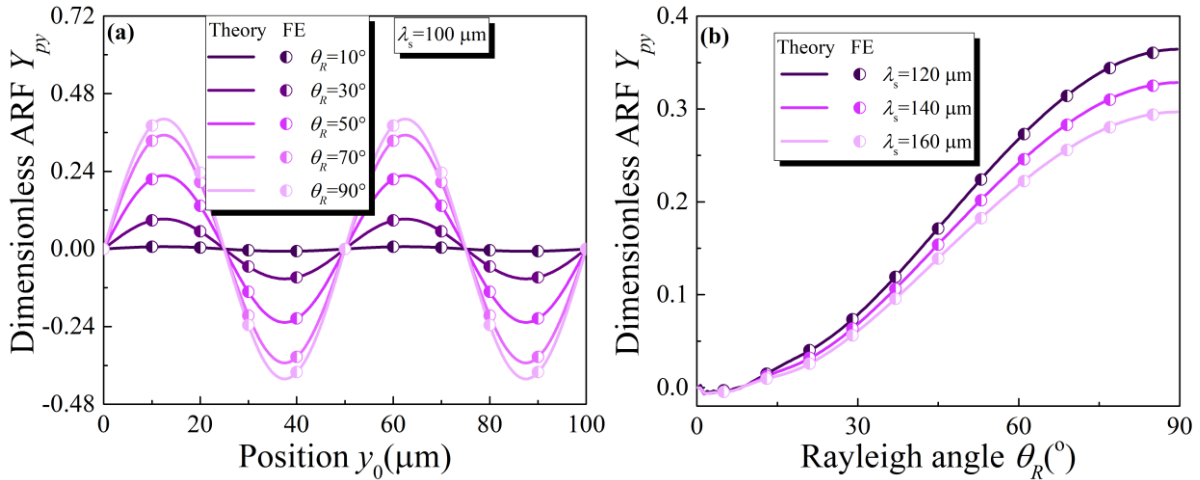 (a)
Theory FE
θR=10°
θR=30°
θR=50°
θR=70°
θR=90°
λs=100 μm
0.72
0.48
0.24
0.00
-0.24
-0.48
Dimensionless ARF Ypy
0 20 40 60 80 100
Position y0(μm)
(b)
Theory FE
λs=120 μm
λs=140 μm
λs=160 μm
0.4
0.3
0.2
0.1
0.0
Dimensionless ARF Ypy
0 30 60 90
Rayleigh angle θR(°)